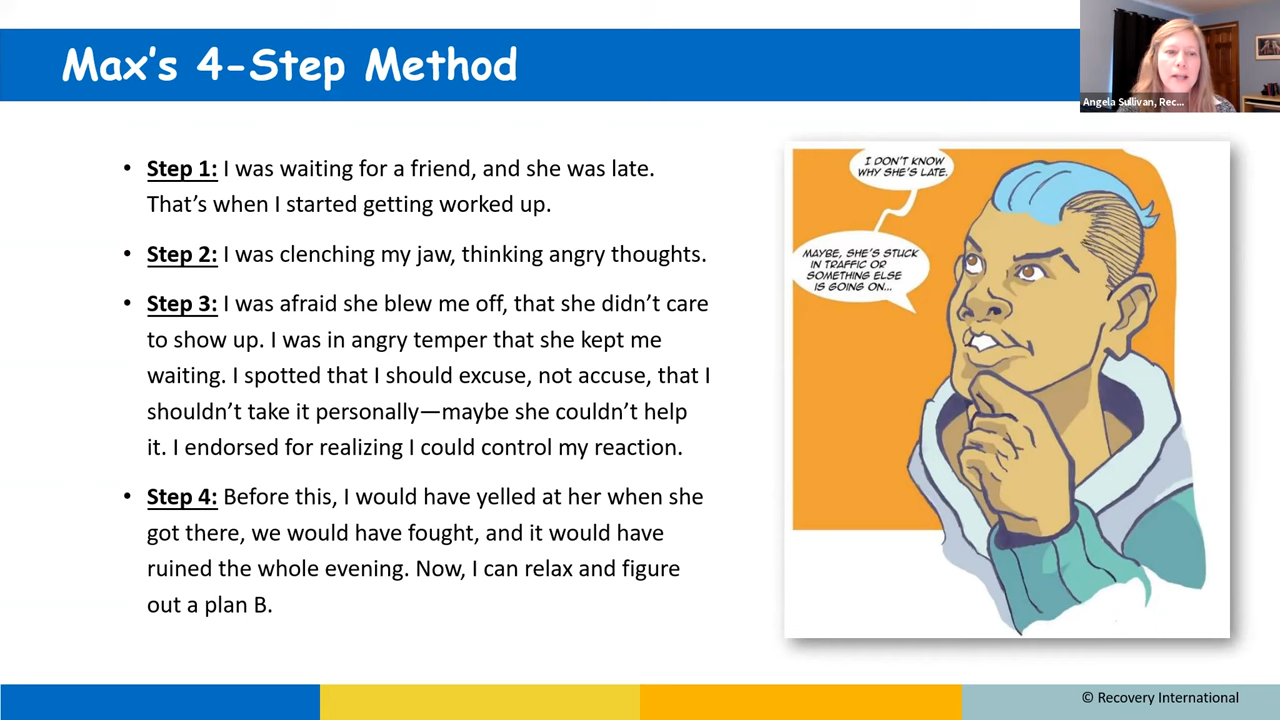 Max's 4-Step Method
Angela Sullivan, Rec...
• Step 1: I was waiting for a friend, and she was late.
That's when I started getting worked up.
• Step 2: I was clenching my jaw, thinking angry thoughts.
• Step 3: I was afraid she blew me off, that she didn't care
to show up. I was in angry temper that she kept me
waiting. I spotted that I should excuse, not accuse, that I
shouldn't take it personally—maybe she couldn't help
it. I endorsed for realizing I could control my reaction.
• Step 4: Before this, I would have yelled at her when she
got there, we would have fought, and it would have
ruined the whole evening. Now, I can relax and figure
out a plan B.
I DON'T KNOW
WHY SHE'S LATE.
MAYBE, SHE'S STUCK
IN TRAFFIC OR
SOMETHING ELSE
IS GOING ON...
© Recovery International